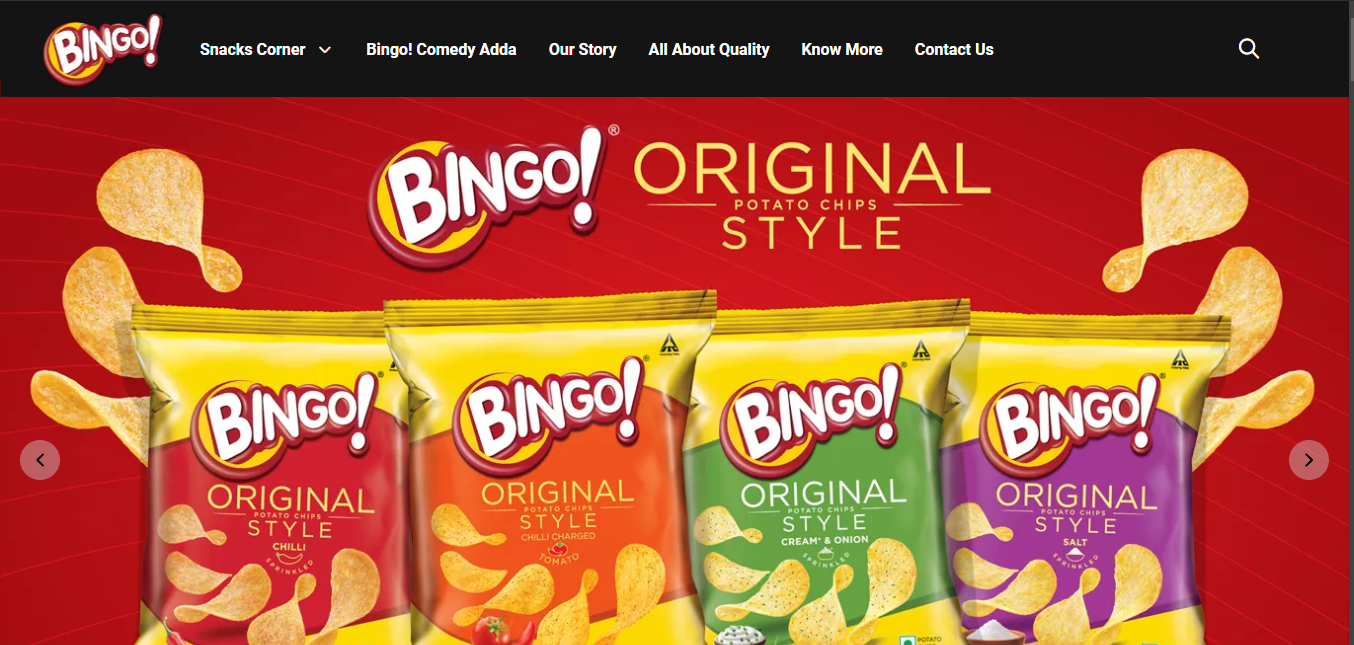 BINGO!
Snacks Corner
Bingo! Comedy Adda
Our Story
All About Quality
Know More
Contact Us
BINGO!®
ORIGINAL
POTATO CHIPS
STYLE
BINGO!®
ORIGINAL
POTATO CHIPS
STYLE
CHILLI
SPRINKLED
BINGO!®
ORIGINAL
POTATO CHIPS
STYLE
CHILLI CHARGED
TOMATO
BINGO!®
ORIGINAL
POTATO CHIPS
STYLE
CREAM* & ONION
SPRINKLED
POTATO
BINGO!®
ORIGINAL
POTATO CHIPS
STYLE
SALT
SPRINKLED